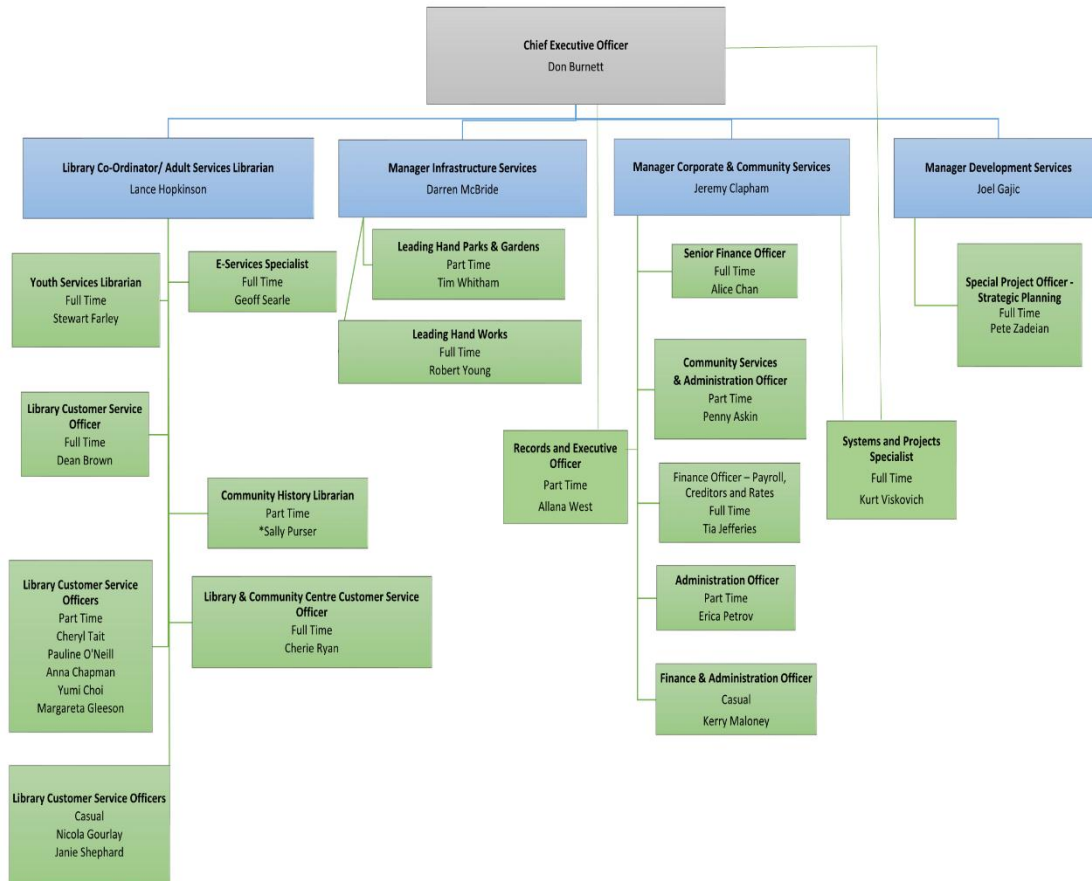 Chief Executive Officer
Don Burnett
Library Co-Ordinator/ Adult Services Librarian
Lance Hopkinson
Manager Infrastructure Services
Darren McBride
Manager Corporate & Community Services
Jeremy Clapham
Manager Development Services
Joel Gajic
Youth Services Librarian
Full Time
Stewart Farley
E-Services Specialist
Full Time
Geoff Searle
Leading Hand Parks & Gardens
Part Time
Tim Whitham
Leading Hand Works
Full Time
Robert Young
Senior Finance Officer
Full Time
Alice Chan
Special Project Officer -
Strategic Planning
Full Time
Pete Zadeian
Library Customer Service
Officer
Full Time
Dean Brown
Community Services
& Administration Officer
Part Time
Penny Askin
Records and Executive
Officer
Part Time
Allana West
Systems and Projects
Specialist
Full Time
Kurt Viskovich
Community History Librarian
Part Time
*Sally Purser
Finance Officer – Payroll,
Creditors and Rates
Full Time
Tia Jefferies
Library Customer Service
Officers
Part Time
Cheryl Tait
Pauline O'Neill
Anna Chapman
Yumi Choi
Margareta Gleeson
Library & Community Centre Customer Service
Officer
Full Time
Cherie Ryan
Administration Officer
Part Time
Erica Petrov
Finance & Administration Officer
Casual
Kerry Maloney
Library Customer Service Officers
Casual
Nicola Gourlay
Janie Shephard